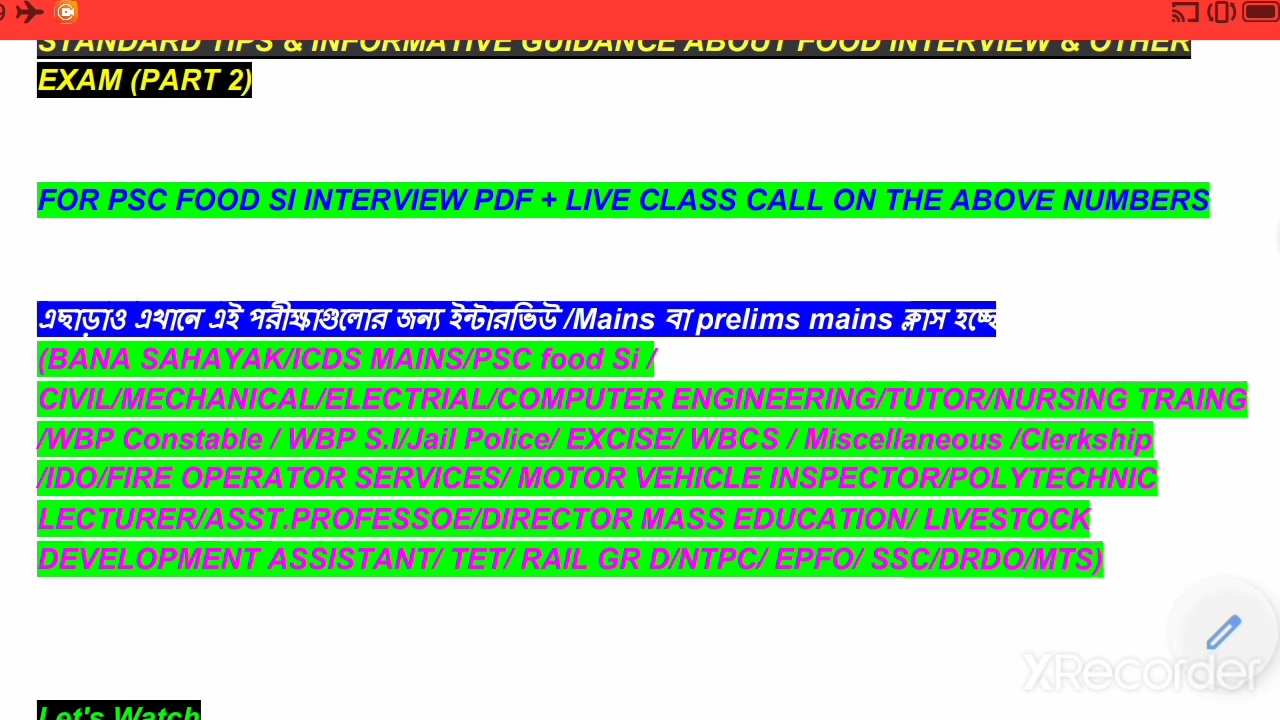 9
STANDARD TIPS & INFORMATIVE GUIDANCE ABOUT FOOD INTERVIEW & OTHER
EXAM (PART 2)
FOR PSC FOOD SI INTERVIEW PDF + LIVE CLASS CALL ON THE ABOVE NUMBERS
এছাড়াও এখানে এই পরীক্ষাগুলোর জন্য ইন্টারভিউ /Mains বা prelims mains ক্লাস হচ্ছে
(BANA SAHAYAK/ICDS MAINS/PSC food Si /
CIVIL/MECHANICAL/ELECTRIAL/COMPUTER ENGINEERING/TUTOR/NURSING TRAING
/WBP Constable / WBP S.I/Jail Police/ EXCISE/ WBCS / Miscellaneous /Clerkship
/IDO/FIRE OPERATOR SERVICES/ MOTOR VEHICLE INSPECTOR/POLYTECHNIC
LECTURER/ASST.PROFESSOE/DIRECTOR MASS EDUCATION/ LIVESTOCK
DEVELOPMENT ASSISTANT/ TET/ RAIL GR D/NTPC/ EPFO/ SSC/DRDO/MTS)
XRecorder
Let's Watch